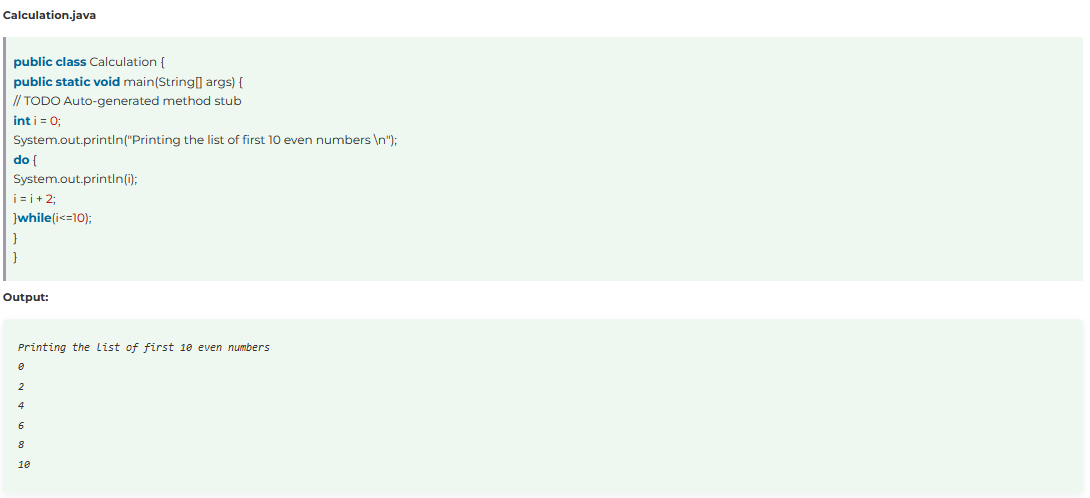 Calculation.java
public class Calculation {
public static void main(String[] args) {
// TODO Auto-generated method stub
int i = 0;
System.out.println("Printing the list of first 10 even numbers \n");
do {
System.out.println(i);
i = i + 2;
}while(i<=10);
}
}
Output:
Printing the list of first 10 even numbers
0
2
4
6
8
10